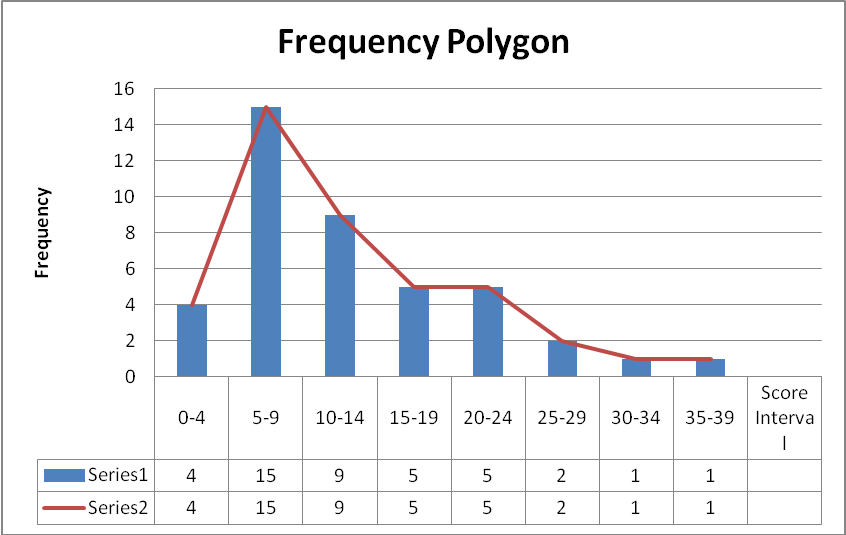 Frequency Polygon
Frequency
16
14
12
10
8
6
4
2
0
0-4 5-9 10-14 15-19 20-24 25-29 30-34 35-39 Score
Interva
l
Series1 4 15 9 5 5 2 1 1
Series2 4 15 9 5 5 2 1 1